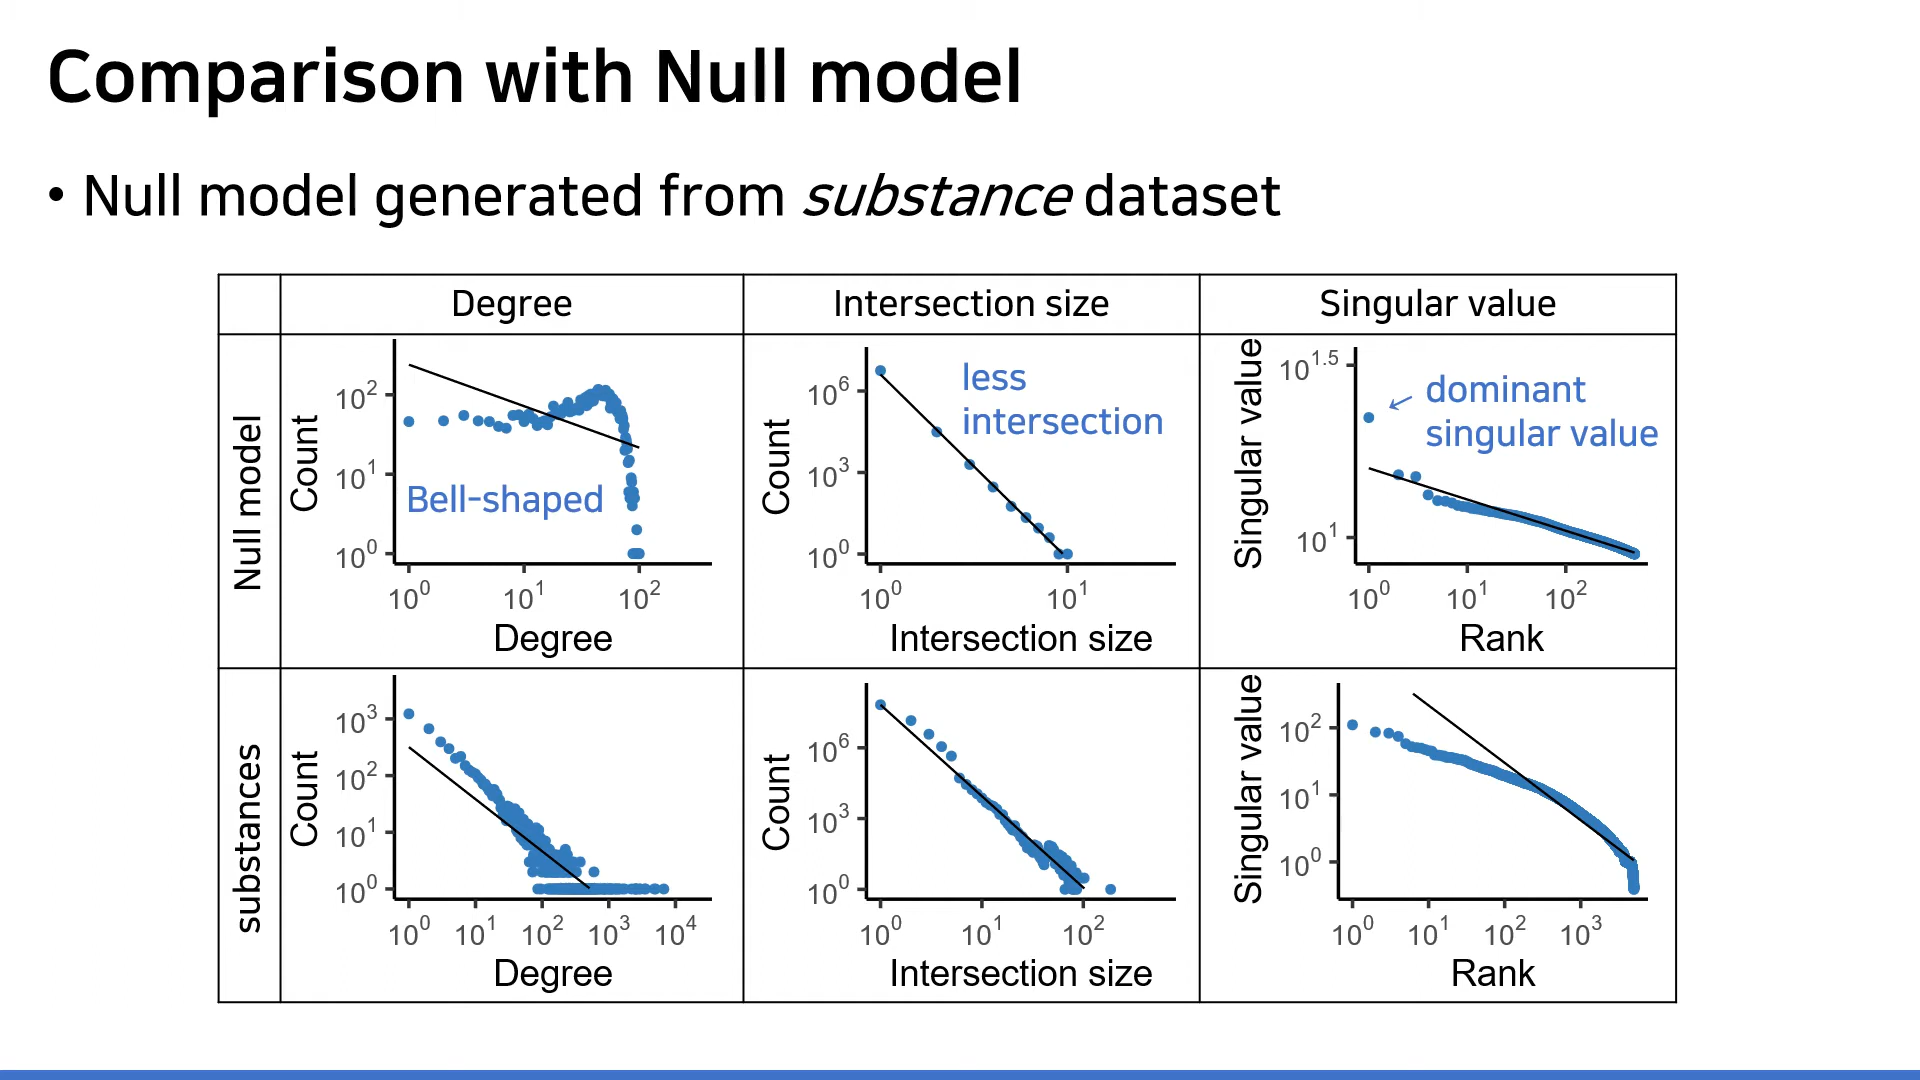 Comparison with Null model
• Null model generated from substance dataset
Degree
Intersection size
Singular value
Null model
Count
10^2
10^1
10^0
Bell-shaped
10^0 10^1 10^2
Degree
Count
10^6
10^3
10^0
less
intersection
10^0 10^1
Intersection size
Singular value
10^1.5
10^1
dominant
singular value
10^0 10^1 10^2
Rank
substances
Count
10^3
10^2
10^1
10^0
10^0 10^1 10^2 10^3 10^4
Degree
Count
10^6
10^3
10^0
10^0 10^1 10^2
Intersection size
Singular value
10^2
10^1
10^0
10^0 10^1 10^2 10^3
Rank